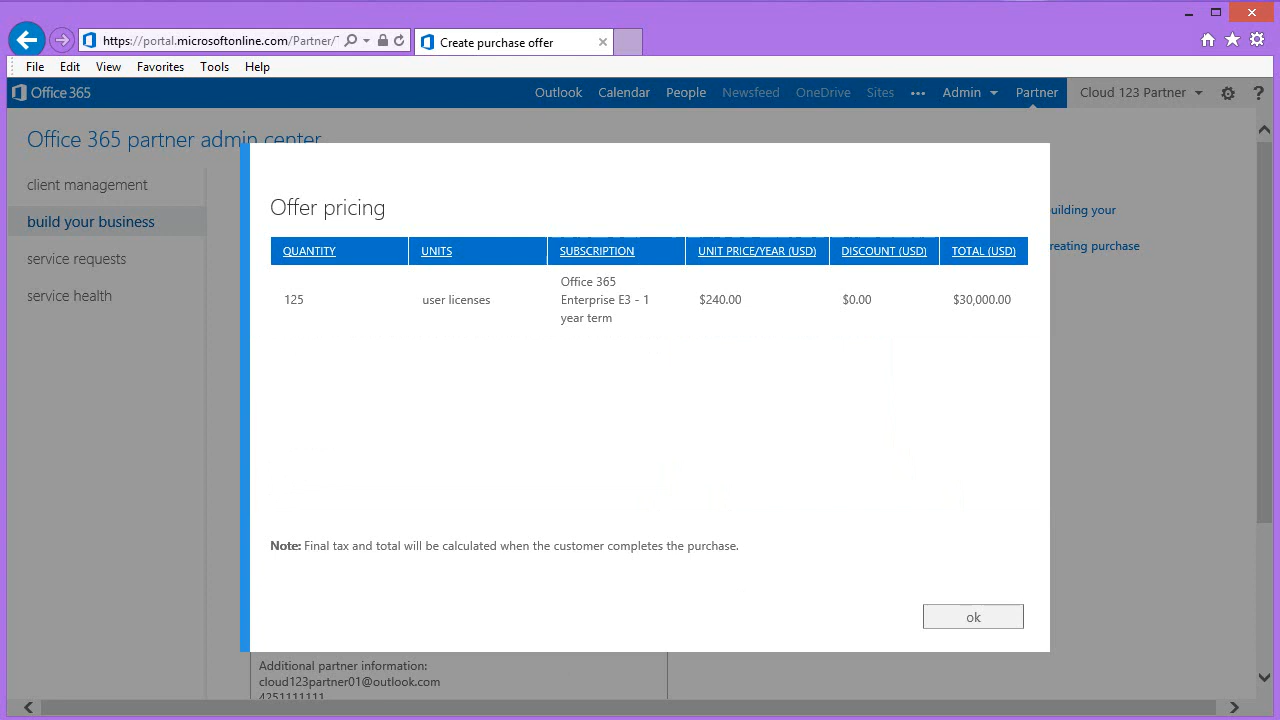 https://portal.microsoftonline.com/Partner/
Create purchase offer
File Edit View Favorites Tools Help
Office 365
Outlook Calendar People Newsfeed OneDrive Sites ••• Admin Partner Cloud 123 Partner ?
Office 365 partner admin center
client management
build your business
service requests
service health
uilding your
reating purchase
Offer pricing
QUANTITY UNITS SUBSCRIPTION UNIT PRICE/YEAR (USD) DISCOUNT (USD) TOTAL (USD)
125 user licenses Office 365 Enterprise E3 - 1 year term $240.00 $0.00 $30,000.00
Note: Final tax and total will be calculated when the customer completes the purchase.
ok
Additional partner information:
cloud123partner01@outlook.com
4251111111